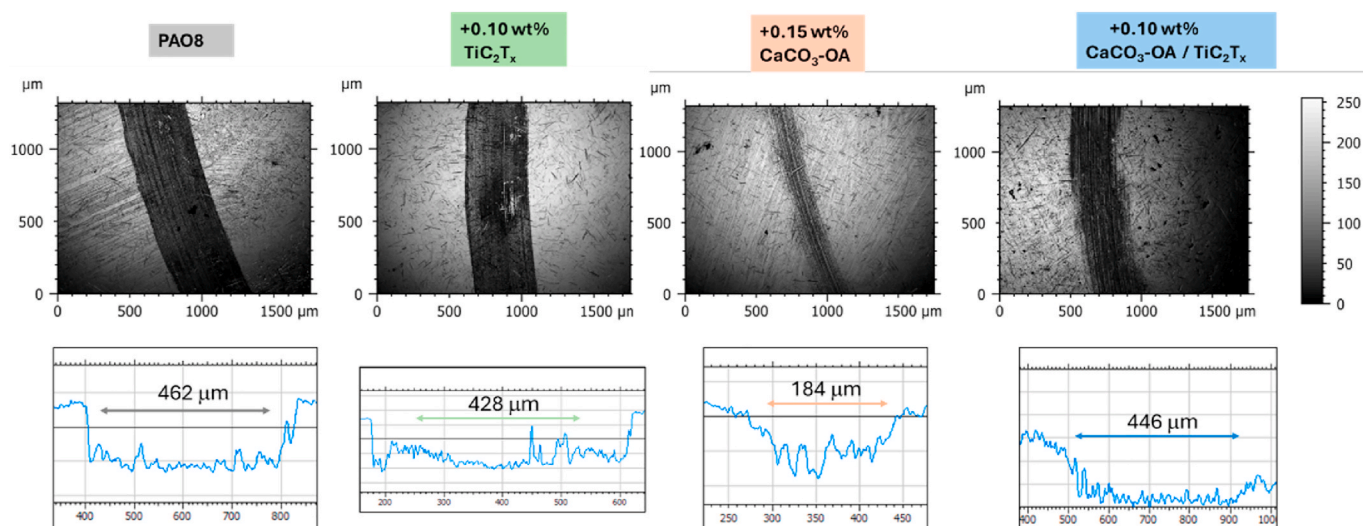 PAO8
+0.10 wt%
TiC₂Tₓ
+0.15 wt%
CaCO₃-OA
+0.10 wt%
CaCO₃-OA / TiC₂Tₓ
µm
1000
500
0
0 500 1000 1500 µm
µm
1000
500
0
0 500 1000 1500 µm
µm
1000
500
0
0 500 1000 1500 µm
µm
1000
500
0
0 500 1000 1500 µm
250
200
150
100
50
0
462 µm
400 500 600 700 800
428 µm
200 300 400 500 600
184 µm
250 300 350 400 450
446 µm
400 500 600 700 800 900 1000